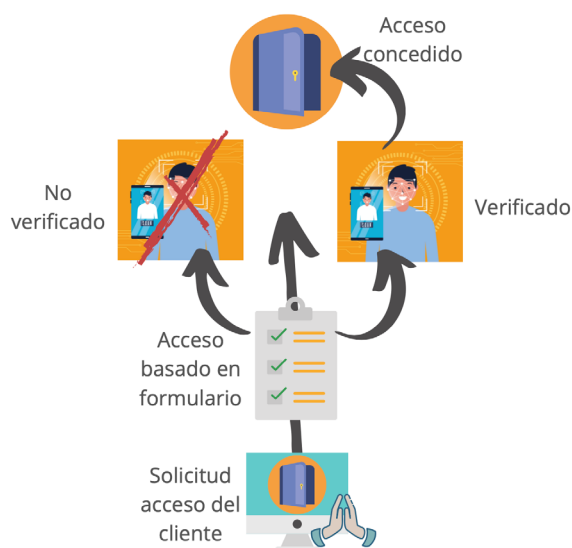 Acceso
concedido
No
verificado
Verificado
Acceso
basado en
formulario
Solicitud
acceso del
cliente